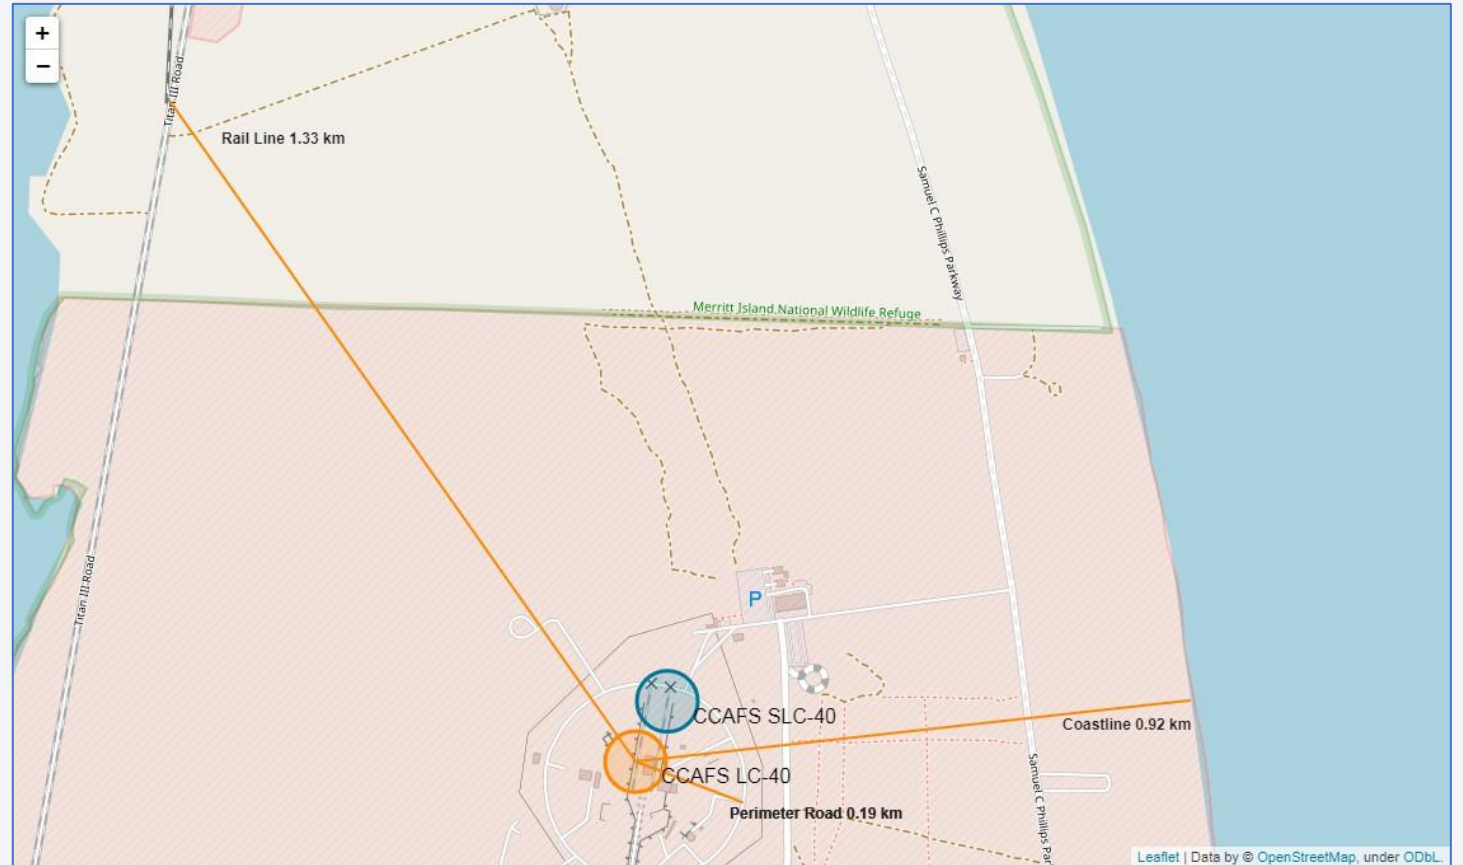 +
−
Titan III Road
Rail Line 1.33 km
Samuel C Phillips Parkway
Merritt Island National Wildlife Refuge
Titan III Road
P
CCAFS SLC-40
Coastline 0.92 km
CCAFS LC-40
Samuel C Phillips Par
Perimeter Road 0.19 km
Leaflet | Data by © OpenStreetMap, under ODbL.